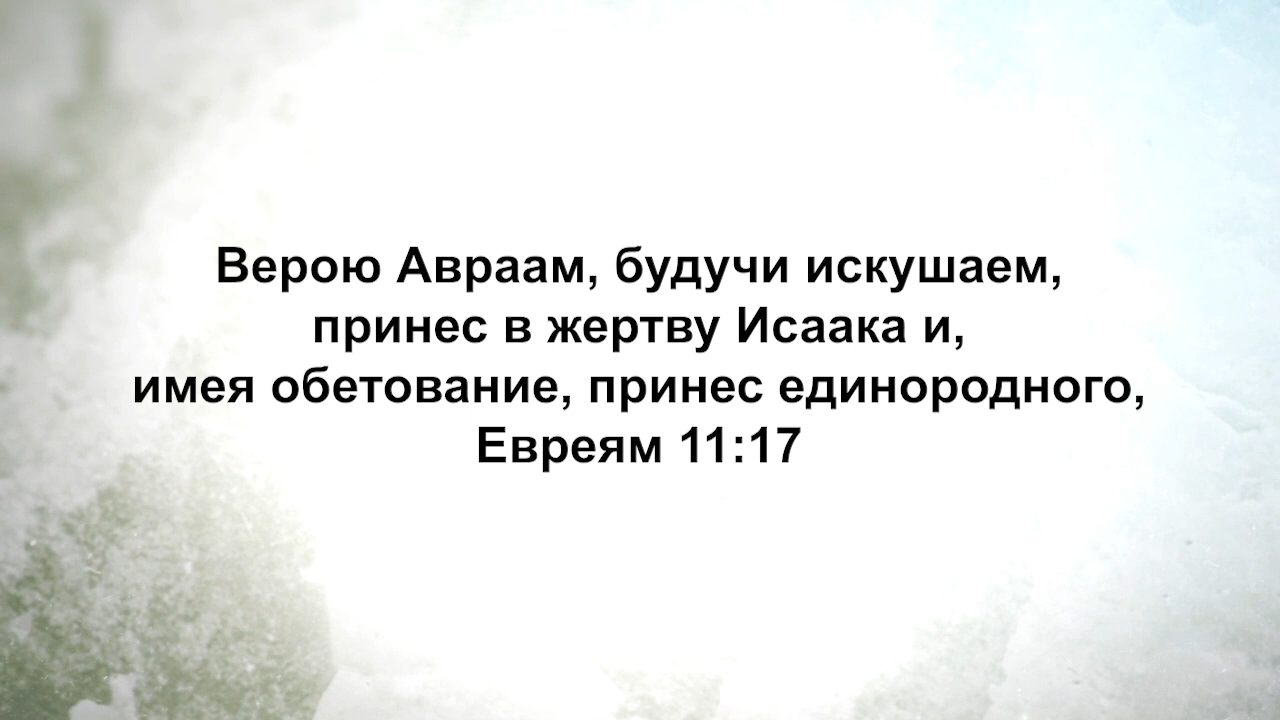 Верою Авраам, будучи искушаем,
принес в жертву Исаака и,
имея обетование, принес единородного,
Евреям 11:17